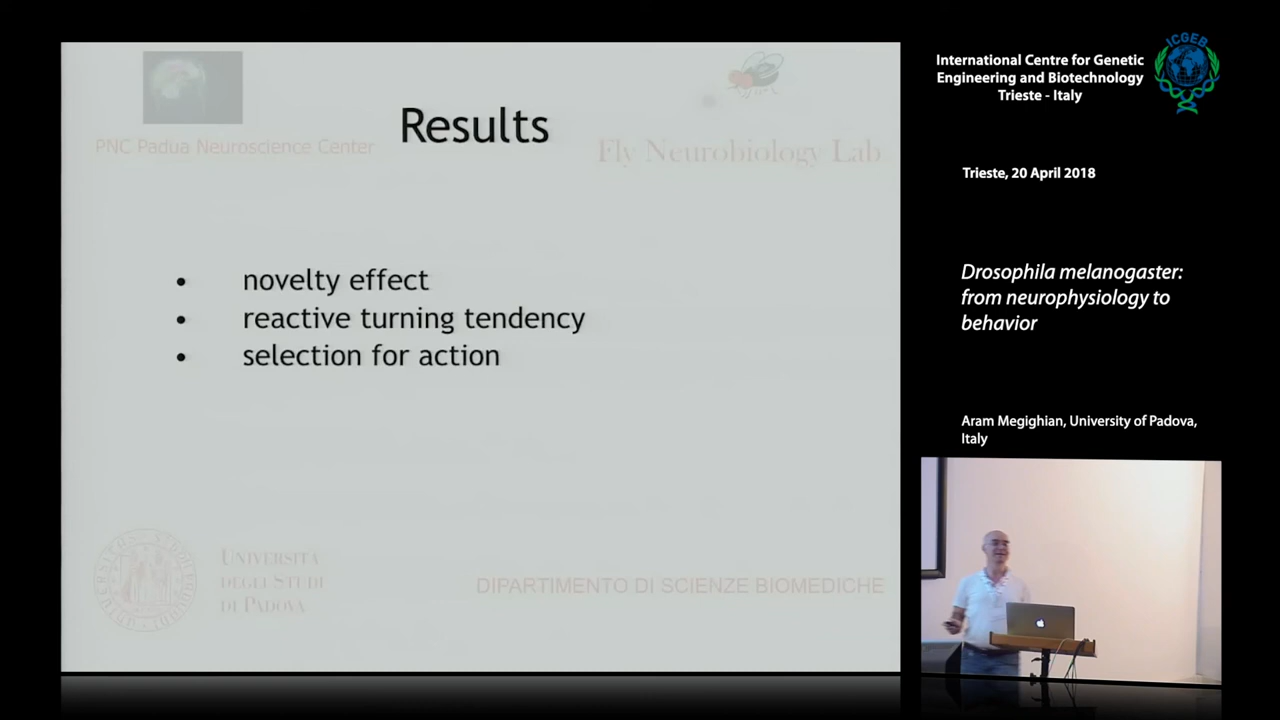 PNC Padua Neuroscience Center
Results
Fly Neurobiology Lab
• novelty effect
• reactive turning tendency
• selection for action
UNIVERSITÀ
DEGLI STUDI
DI PADOVA
DIPARTIMENTO DI SCIENZE BIOMEDICHE
International Centre for Genetic
Engineering and Biotechnology
Trieste - Italy
ICGEB
Trieste, 20 April 2018
Drosophila melanogaster:
from neurophysiology to
behavior
Aram Megighian, University of Padova,
Italy